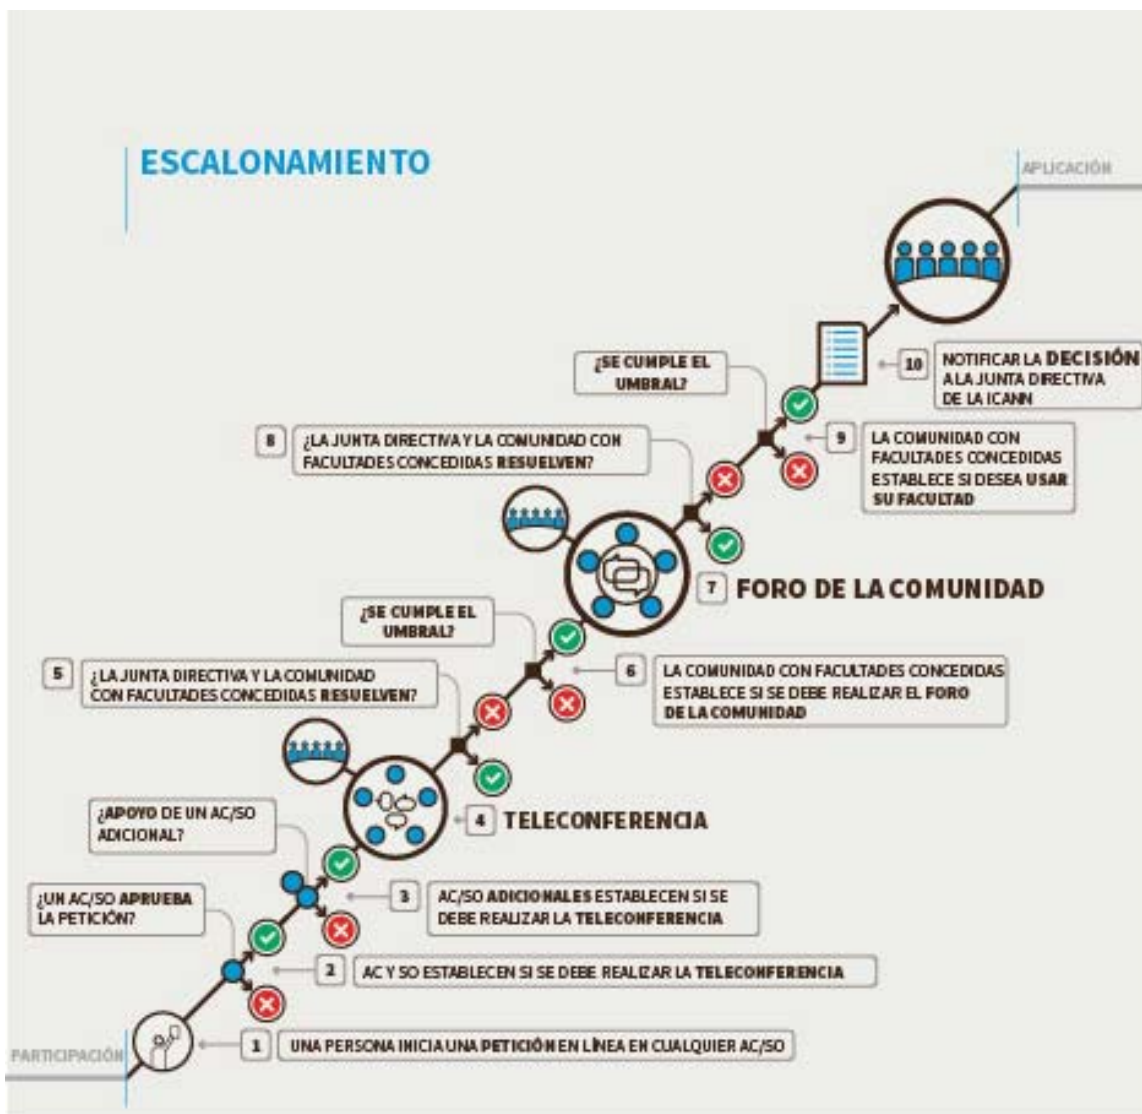 ESCALONAMIENTO
APLICACIÓN
10
NOTIFICAR LA DECISIÓN
A LA JUNTA DIRECTIVA
DE LA ICANN
¿SE CUMPLE EL
UMBRAL?
9
LA COMUNIDAD CON
FACULTADES CONCEDIDAS
ESTABLECE SI DESEA USAR
SU FACULTAD
8
¿LA JUNTA DIRECTIVA Y LA COMUNIDAD CON
FACULTADES CONCEDIDAS RESUELVEN?
7
FORO DE LA COMUNIDAD
¿SE CUMPLE EL
UMBRAL?
6
LA COMUNIDAD CON FACULTADES CONCEDIDAS
ESTABLECE SI SE DEBE REALIZAR EL FORO
DE LA COMUNIDAD
5
¿LA JUNTA DIRECTIVA Y LA COMUNIDAD
CON FACULTADES CONCEDIDAS RESUELVEN?
4
TELECONFERENCIA
¿APOYO DE UN AC/SO
ADICIONAL?
3
AC/SO ADICIONALES ESTABLECEN SI SE
DEBE REALIZAR LA TELECONFERENCIA
¿UN AC/SO APRUEBA
LA PETICIÓN?
2
AC Y SO ESTABLECEN SI SE DEBE REALIZAR LA TELECONFERENCIA
1
UNA PERSONA INICIA UNA PETICIÓN EN LÍNEA EN CUALQUIER AC/SO
PARTICIPACIÓN